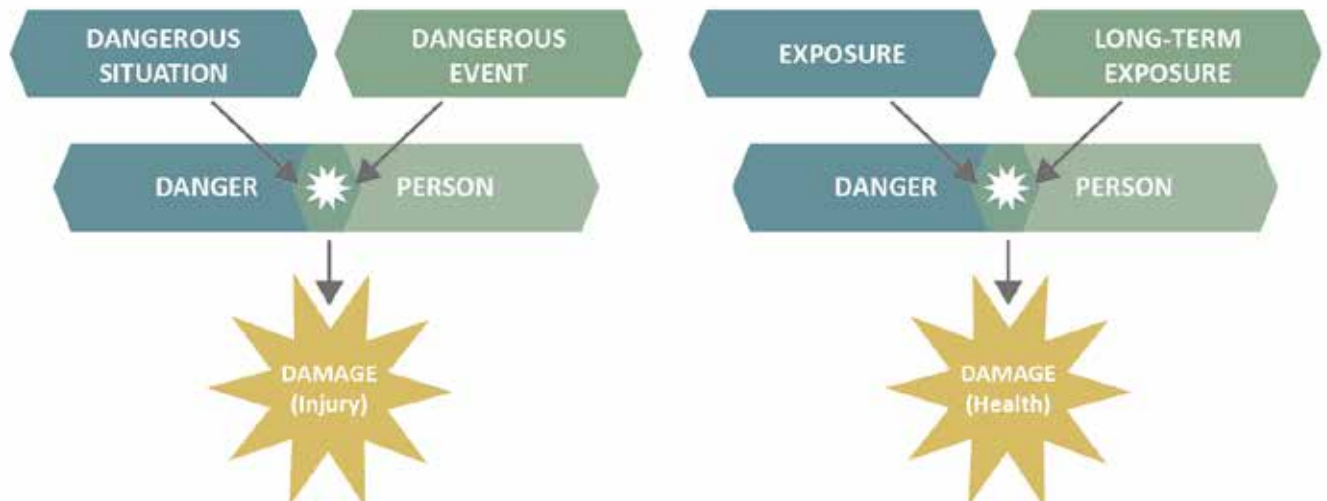 DANGEROUS
SITUATION
DANGEROUS
EVENT
DANGER
PERSON
DAMAGE
(Injury)
EXPOSURE
LONG-TERM
EXPOSURE
DANGER
PERSON
DAMAGE
(Health)